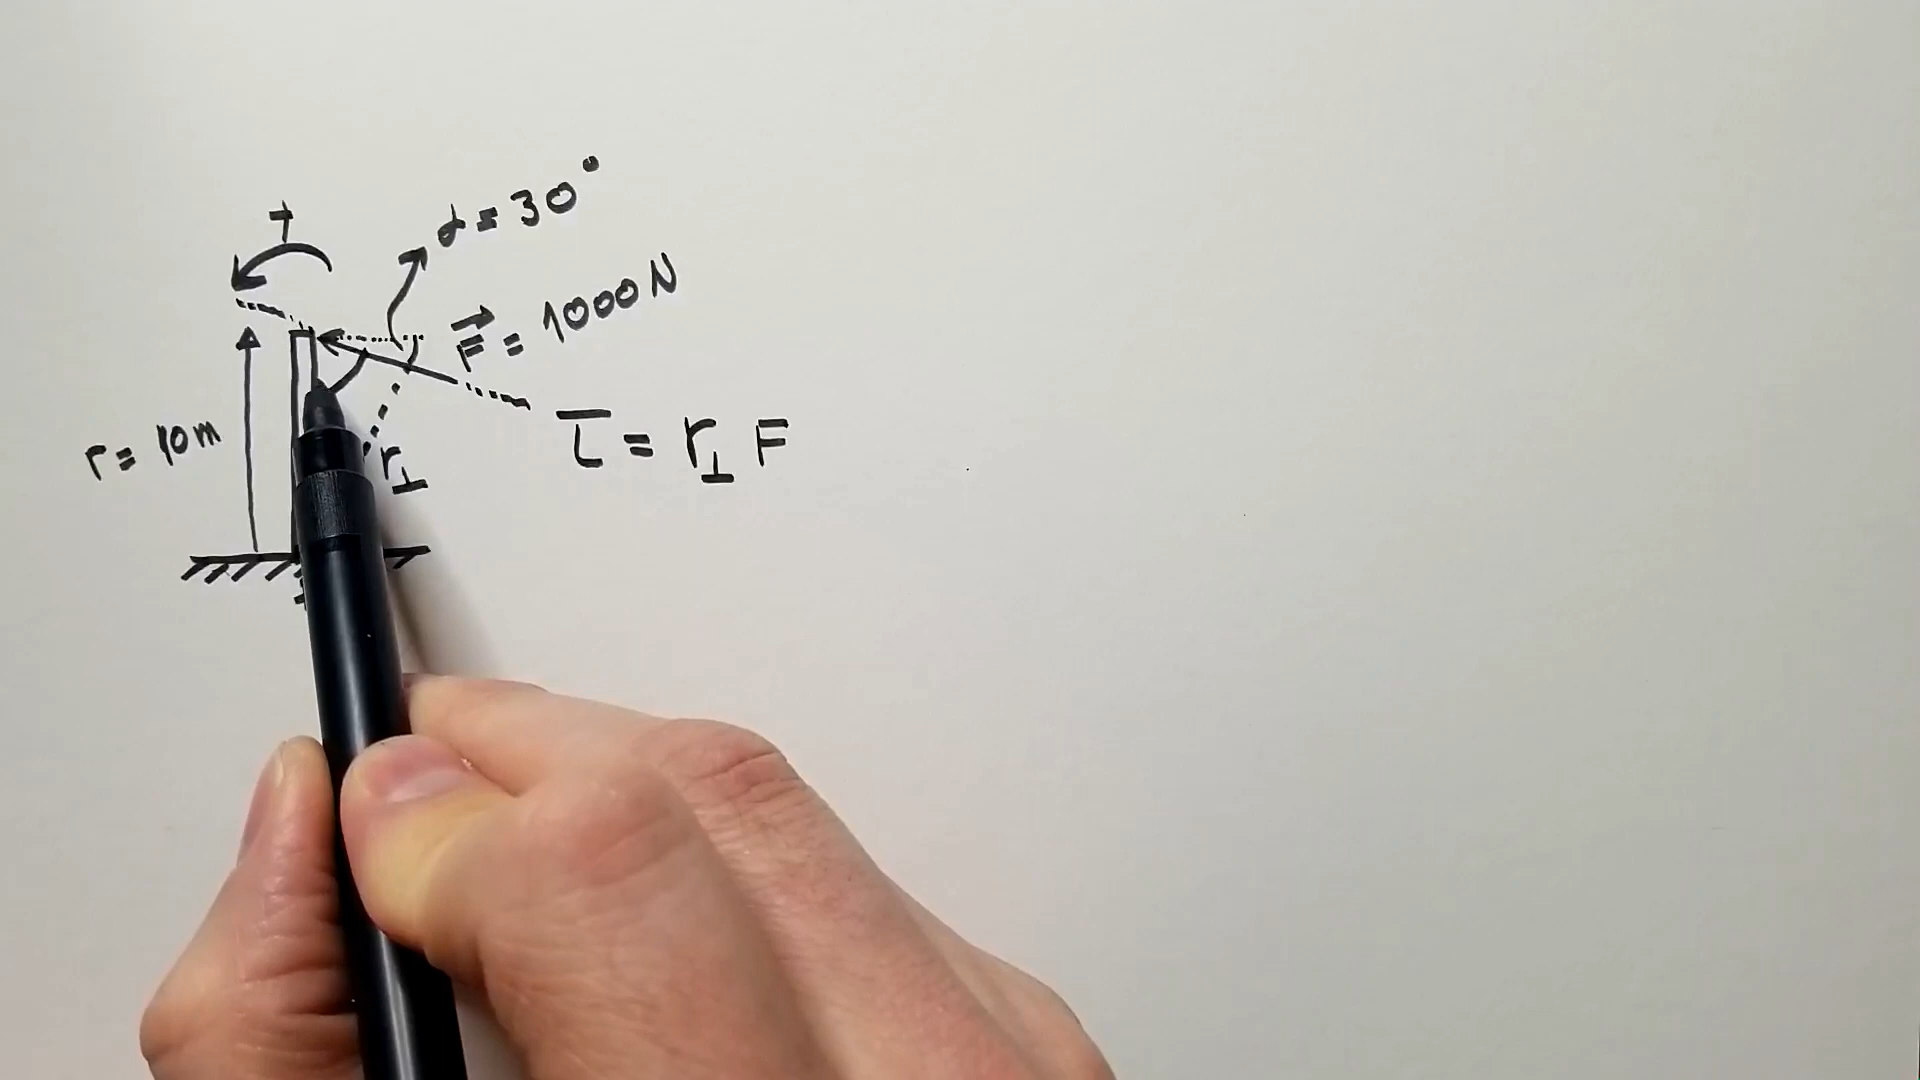 +
α = 30°
F⃗ = 1000 N
r = 10m
r⊥
τ = r⊥ F